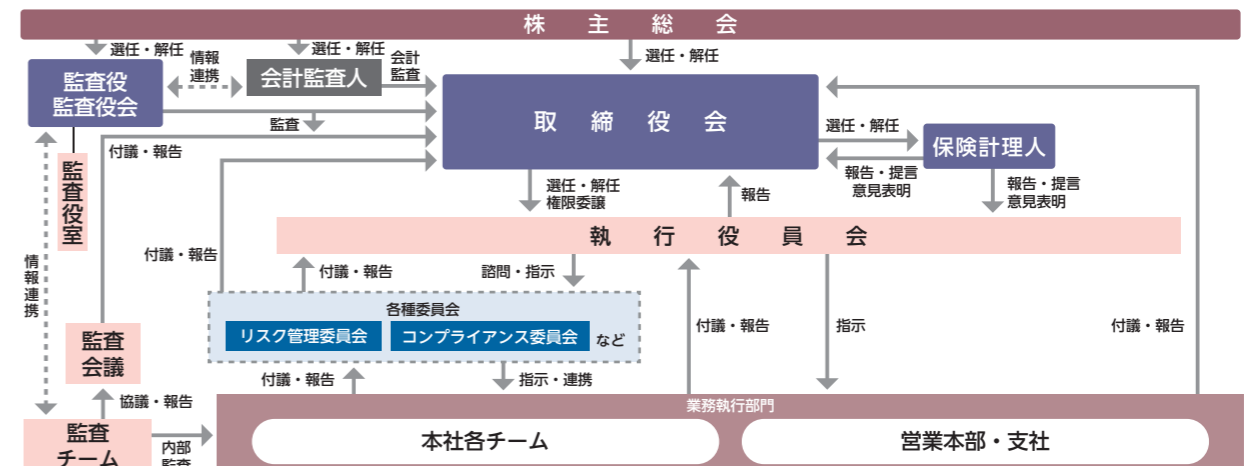 株主総会
選任・解任
情報
連携
選任・解任
会計
監査
選任・解任
監査役
監査役会
会計監査人
取締役会
監査
付議・報告
監査役室
選任・解任
保険計理人
報告・提言
意見表明
報告・提言
意見表明
選任・解任
権限委譲
報告
執行役員会
付議・報告
情報連携
付議・報告
諮問・指示
各種委員会
リスク管理委員会
コンプライアンス委員会
など
付議・報告
指示
付議・報告
監査
会議
付議・報告
指示・連携
協議・報告
業務執行部門
監査
チーム
内部
監査
本社各チーム
営業本部・支社